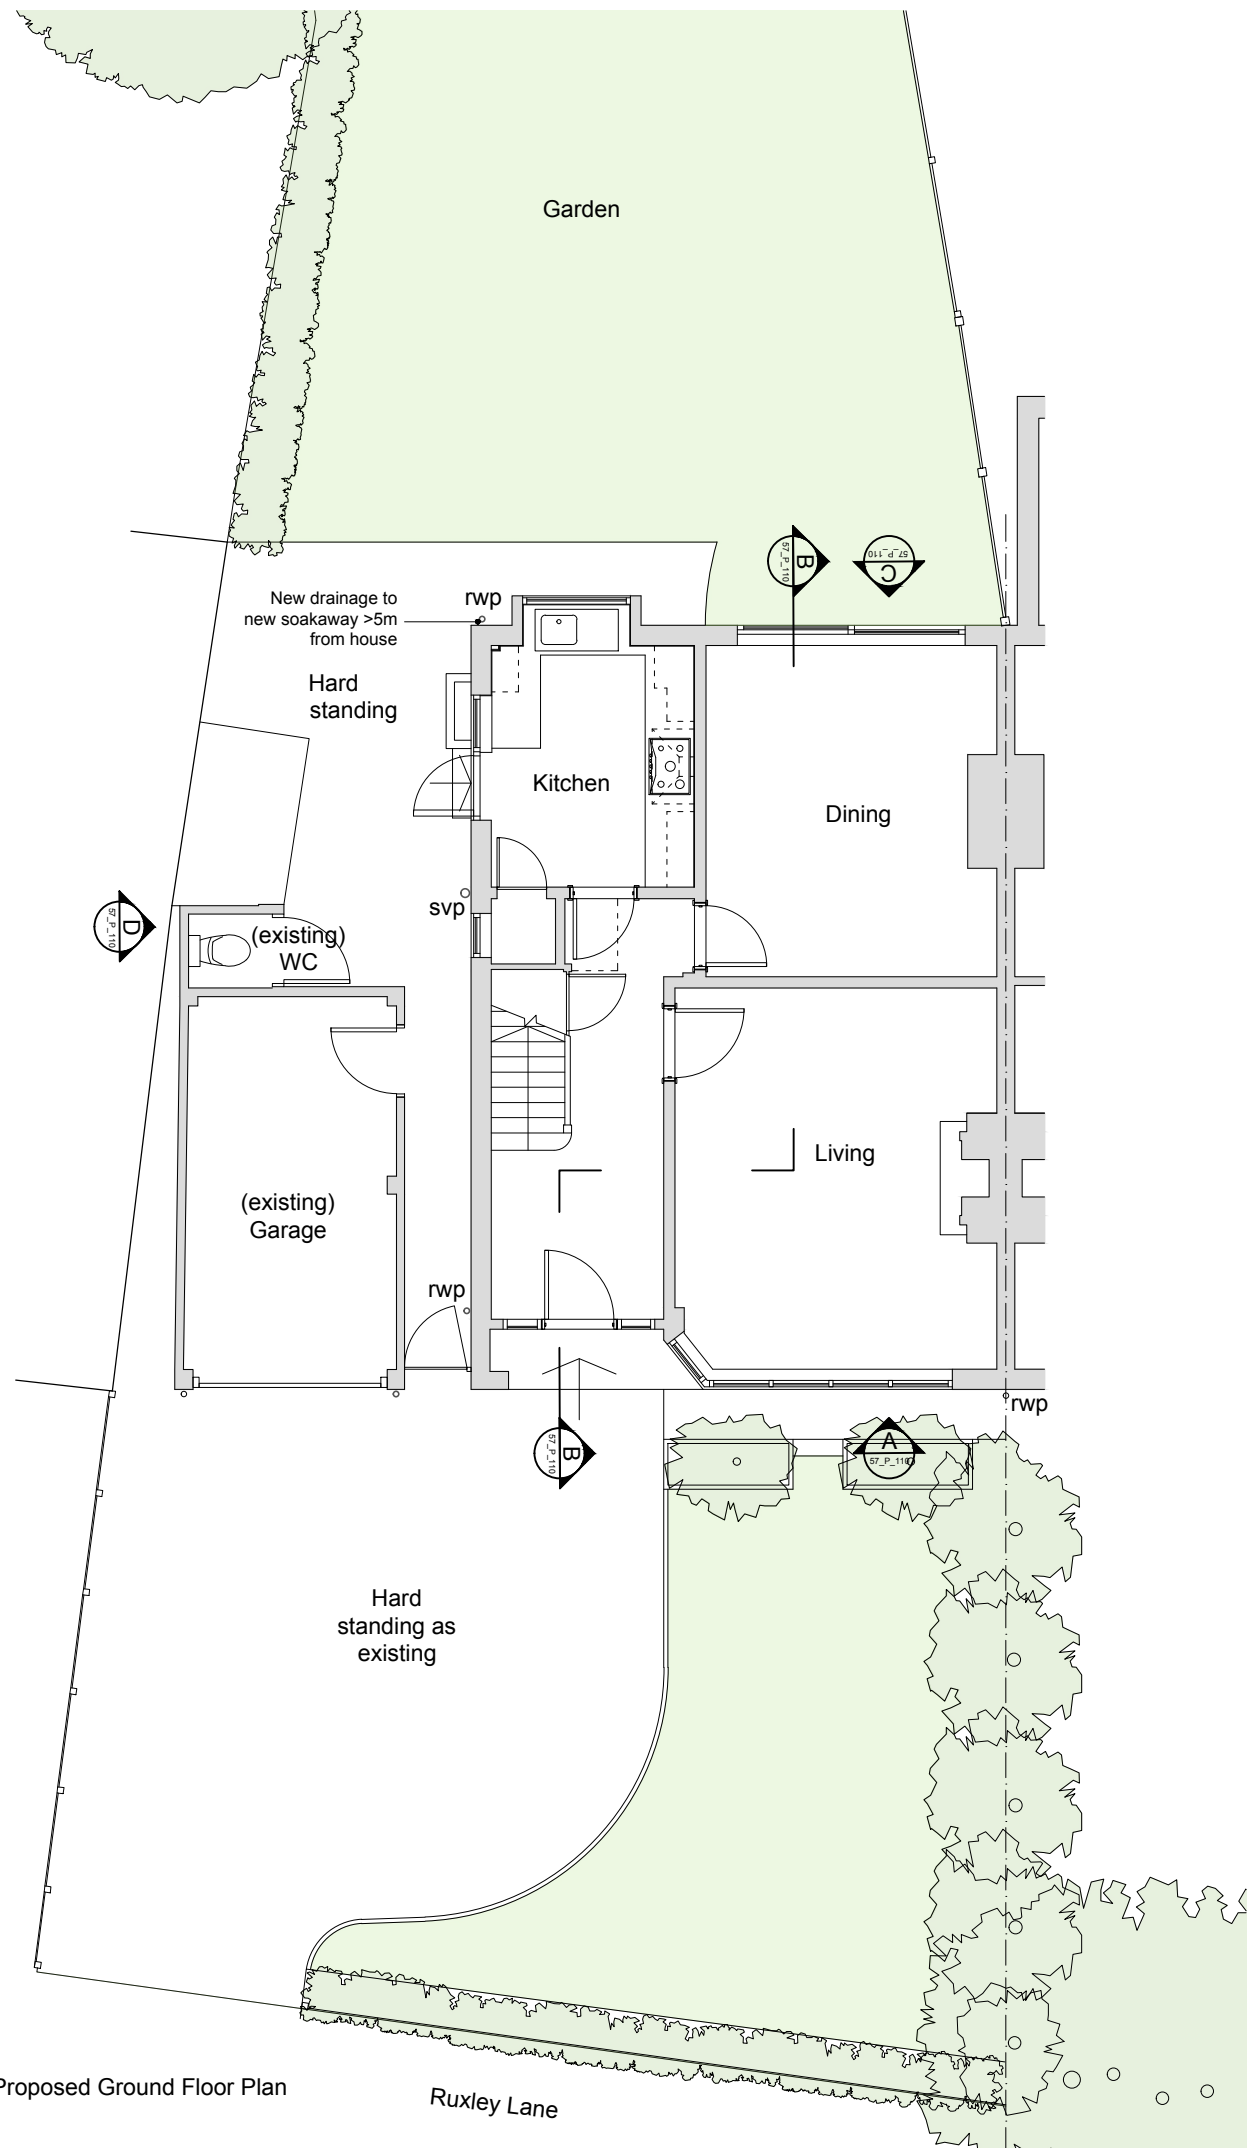 Garden
B
57_P_110
C
57_P_110
New drainage to
new soakaway >5m
from house
rwp
Hard
standing
Kitchen
Dining
svp
D
57_P_110
(existing)
WC
Living
(existing)
Garage
rwp
rwp
B
57_P_110
A
57_P_110
Hard
standing as
existing
Proposed Ground Floor Plan
Ruxley Lane